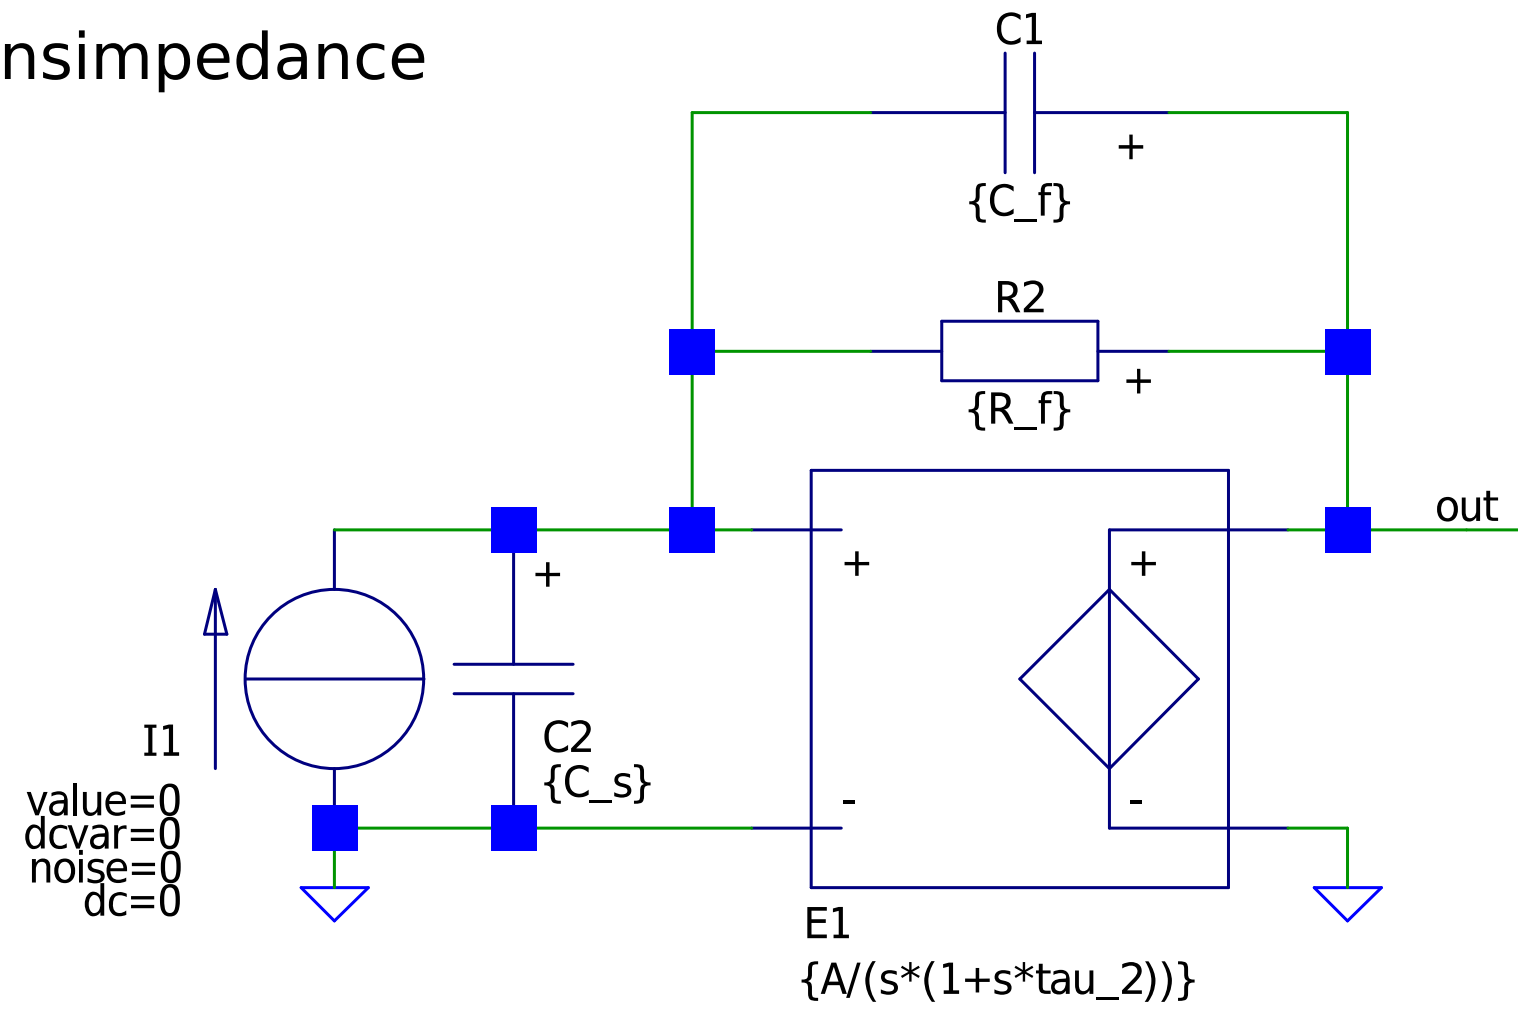 nsimpedance
C1
+
{C_f}
R2
+
{R_f}
out
+
+
+
I1
C2
{C_s}
value=0
dcvar=0
noise=0
dc=0
-
-
E1
{A/(s*(1+s*tau_2))}